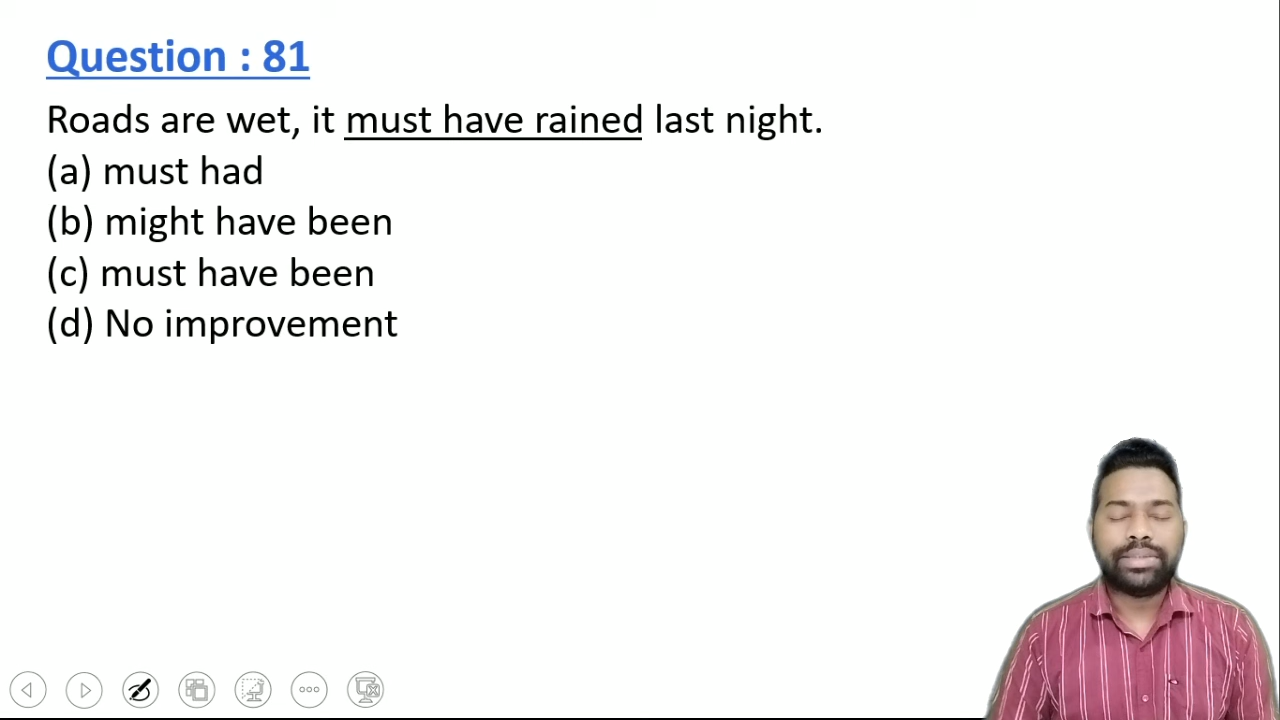 Question : 81
Roads are wet, it must have rained last night.
(a) must had
(b) might have been
(c) must have been
(d) No improvement